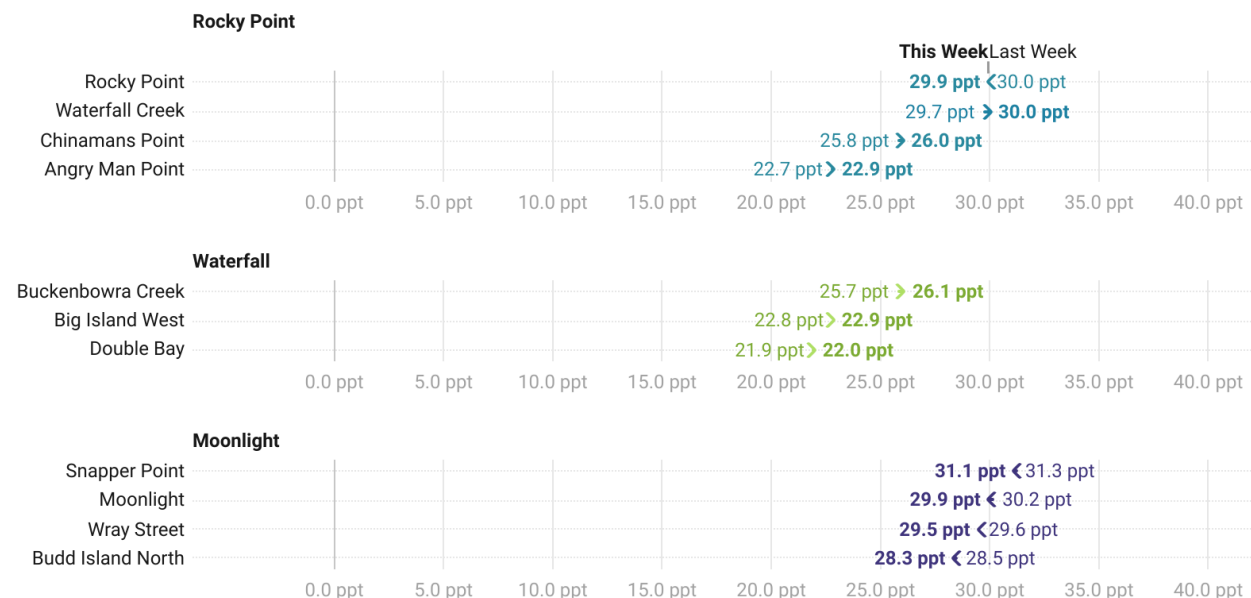 Rocky Point
This Week Last Week
Rocky Point 29.9 ppt 30.0 ppt
Waterfall Creek 29.7 ppt 30.0 ppt
Chinamans Point 25.8 ppt 26.0 ppt
Angry Man Point 22.7 ppt 22.9 ppt
0.0 ppt 5.0 ppt 10.0 ppt 15.0 ppt 20.0 ppt 25.0 ppt 30.0 ppt 35.0 ppt 40.0 ppt
Waterfall
Buckenbowra Creek 25.7 ppt 26.1 ppt
Big Island West 22.8 ppt 22.9 ppt
Double Bay 21.9 ppt 22.0 ppt
0.0 ppt 5.0 ppt 10.0 ppt 15.0 ppt 20.0 ppt 25.0 ppt 30.0 ppt 35.0 ppt 40.0 ppt
Moonlight
Snapper Point 31.1 ppt 31.3 ppt
Moonlight 29.9 ppt 30.2 ppt
Wray Street 29.5 ppt 29.6 ppt
Budd Island North 28.3 ppt 28.5 ppt
0.0 ppt 5.0 ppt 10.0 ppt 15.0 ppt 20.0 ppt 25.0 ppt 30.0 ppt 35.0 ppt 40.0 ppt